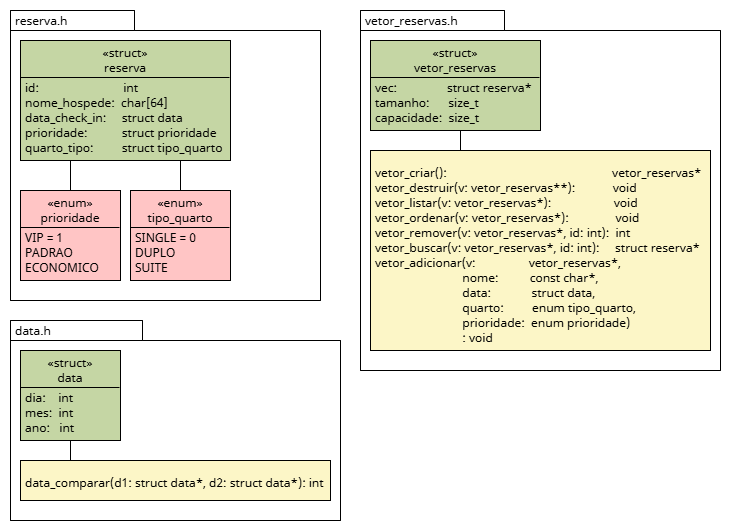 reserva.h
«struct»
reserva
id: int
nome_hospede: char[64]
data_check_in: struct data
prioridade: struct prioridade
quarto_tipo: struct tipo_quarto
«enum»
prioridade
VIP = 1
PADRAO
ECONOMICO
«enum»
tipo_quarto
SINGLE = 0
DUPLO
SUITE
data.h
«struct»
data
dia: int
mes: int
ano: int
data_comparar(d1: struct data*, d2: struct data*): int
vetor_reservas.h
«struct»
vetor_reservas
vec: struct reserva*
tamanho: size_t
capacidade: size_t
vetor_criar(): vetor_reservas*
vetor_destruir(v: vetor_reservas**): void
vetor_listar(v: vetor_reservas*): void
vetor_ordenar(v: vetor_reservas*): void
vetor_remover(v: vetor_reservas*, id: int): int
vetor_buscar(v: vetor_reservas*, id: int): struct reserva*
vetor_adicionar(v: vetor_reservas*,
nome: const char*,
data: struct data,
quarto: enum tipo_quarto,
prioridade: enum prioridade)
: void